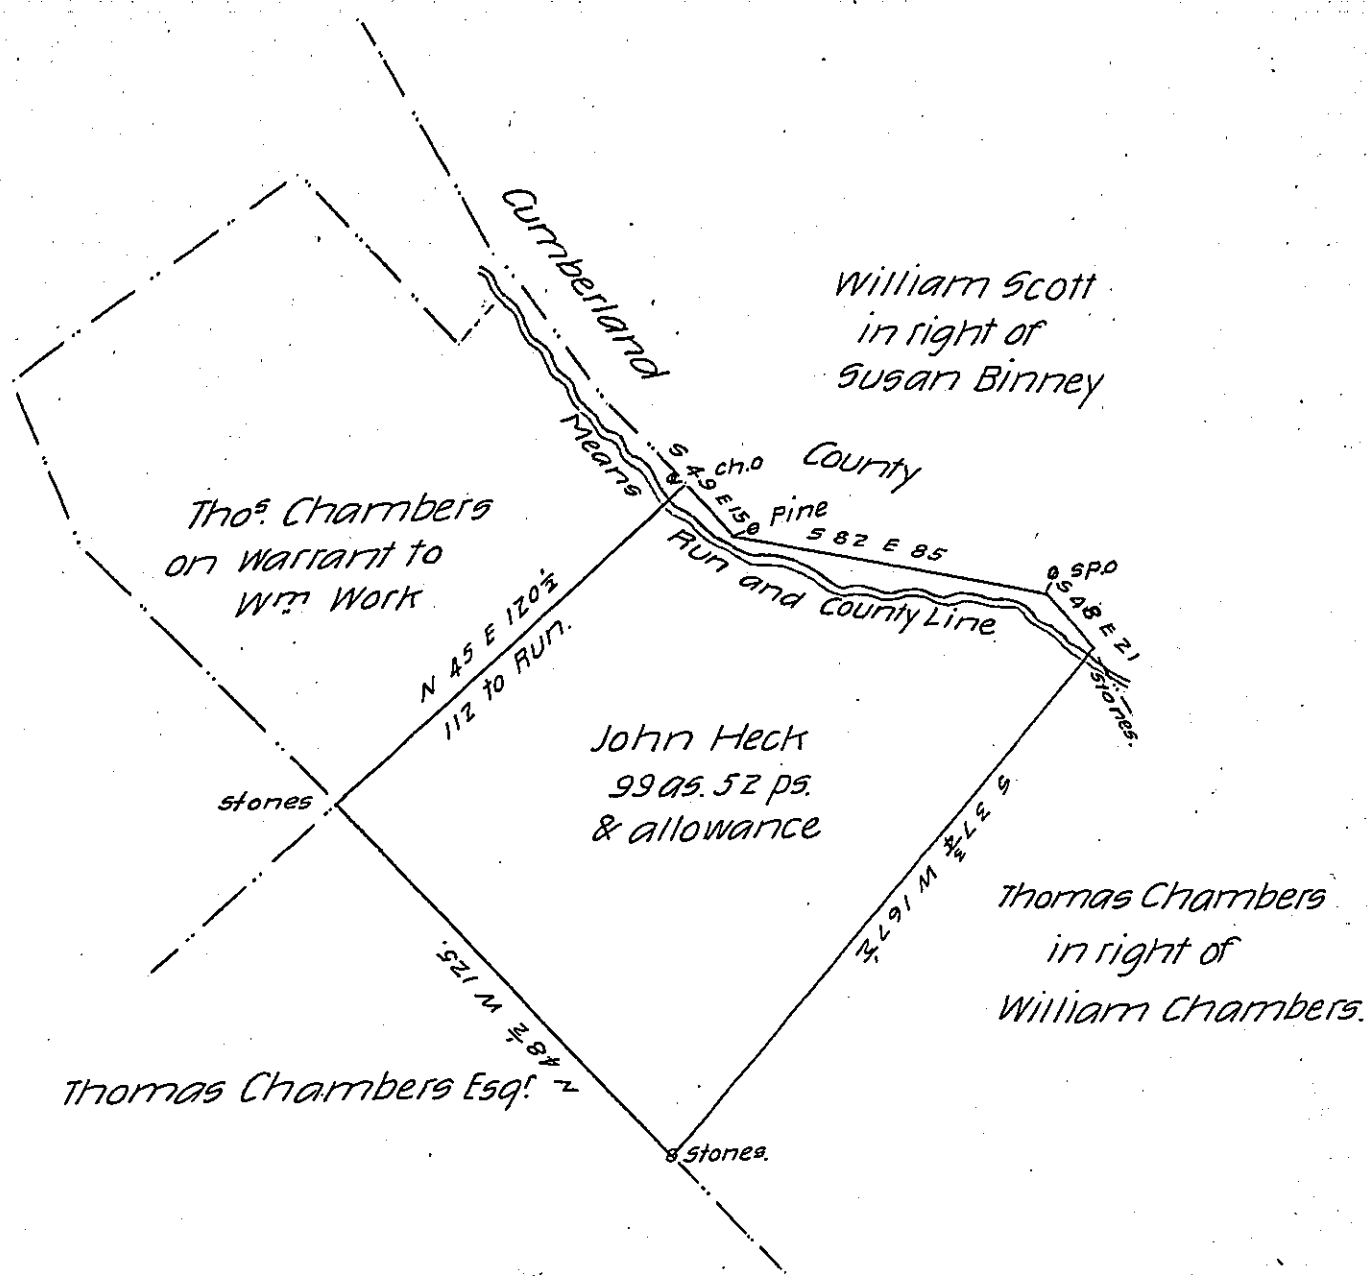 Cumberland
William Scott
in right of
Susan Binney
Means
S 49 E 15
ch.o
County
Pine
S 82 E 85
Thos. Chambers
on Warrant to
Wm Work
Run and County Line
sp.o
S 48 E 21
stones.
N 45 E 120½
112 to Run.
John Heck
99 as. 52 ps.
& allowance
stones
S 37¾ W 167½
Thomas Chambers
in right of
William Chambers.
N 48½ W 125.
Thomas Chambers Esqr.
stones.